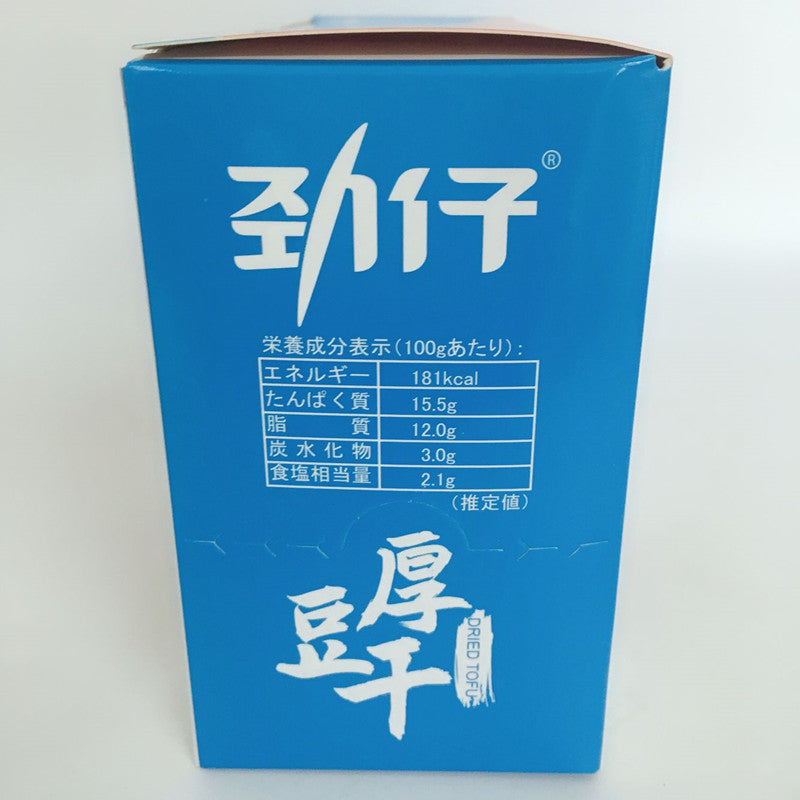 劲仔®
栄養成分表示(100gあたり):
エネルギー 181kcal
たんぱく質 15.5g
脂質 12.0g
炭水化物 3.0g
食塩相当量 2.1g
(推定値)
厚
豆干
DRIED TOFU